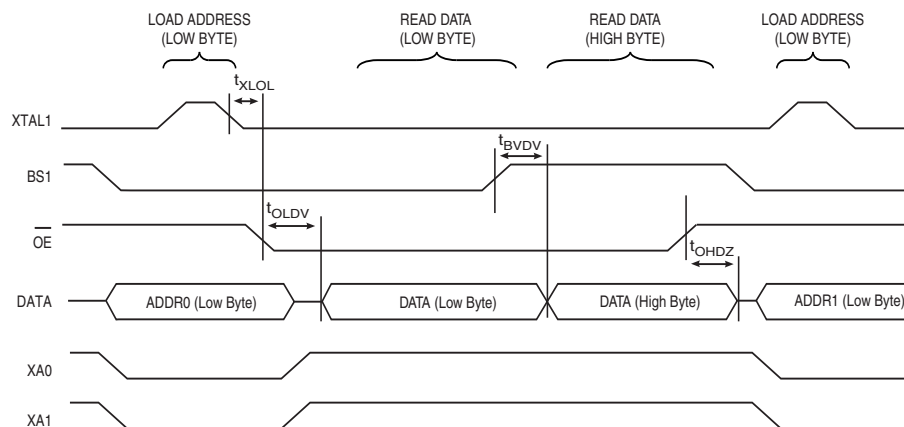 LOAD ADDRESS
(LOW BYTE)
READ DATA
(LOW BYTE)
READ DATA
(HIGH BYTE)
LOAD ADDRESS
(LOW BYTE)
tXLOL
XTAL1
tBVDV
BS1
tOLDV
OE
tOHDZ
DATA
ADDR0 (Low Byte)
DATA (Low Byte)
DATA (High Byte)
ADDR1 (Low Byte)
XA0
XA1